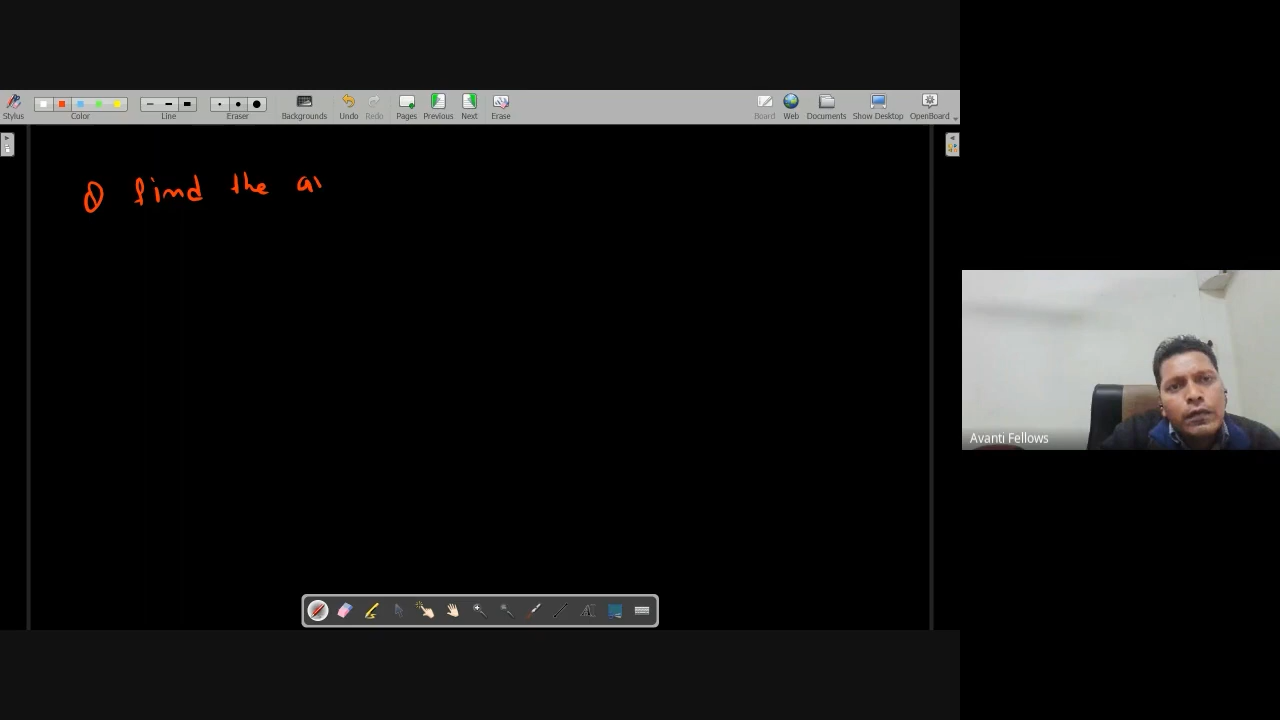 Stylus
Color
Line
Eraser
Backgrounds
Undo
Redo
Pages
Previous
Next
Erase
Board
Web
Documents
Show Desktop
OpenBoard
Q find the
Avanti Fellows